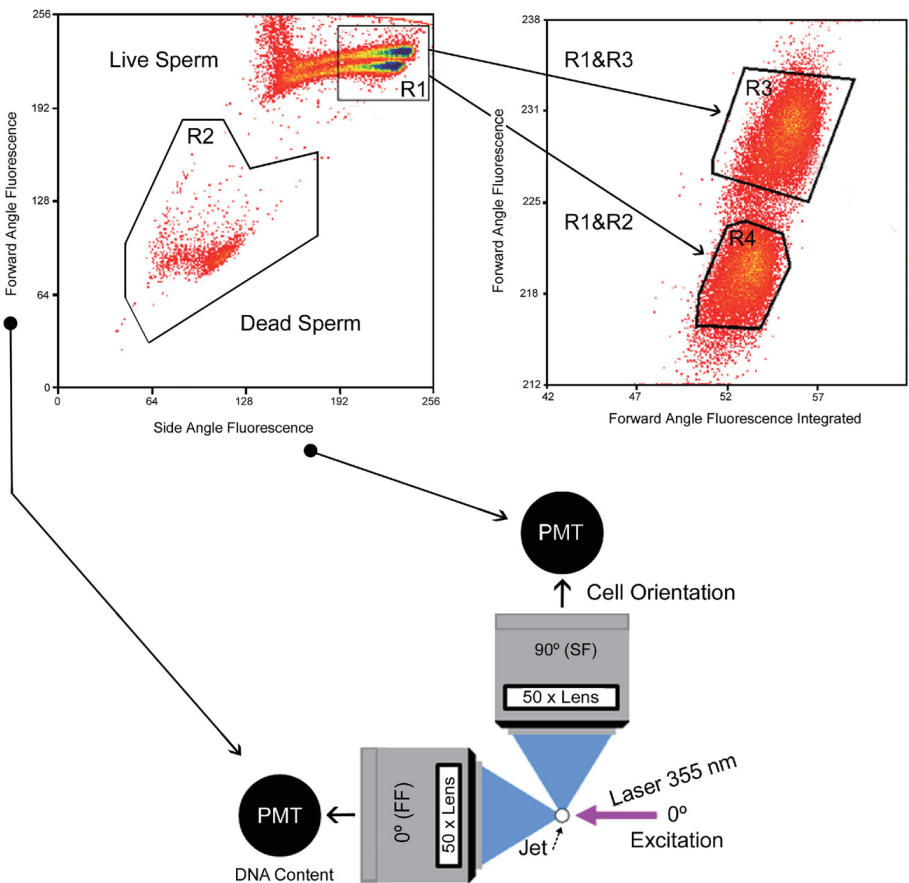 256
192
128
64
0
0
64
128
192
256
Forward Angle Fluorescence
Side Angle Fluorescence
Live Sperm
R1
R2
Dead Sperm
R1&R3
R1&R2
238
231
225
218
212
42
47
52
57
Forward Angle Fluorescence
Forward Angle Fluorescence Integrated
R3
R4
PMT
Cell Orientation
90º (SF)
50 x Lens
Laser 355 nm
0º
Excitation
Jet
0º (FF)
50 x Lens
PMT
DNA Content